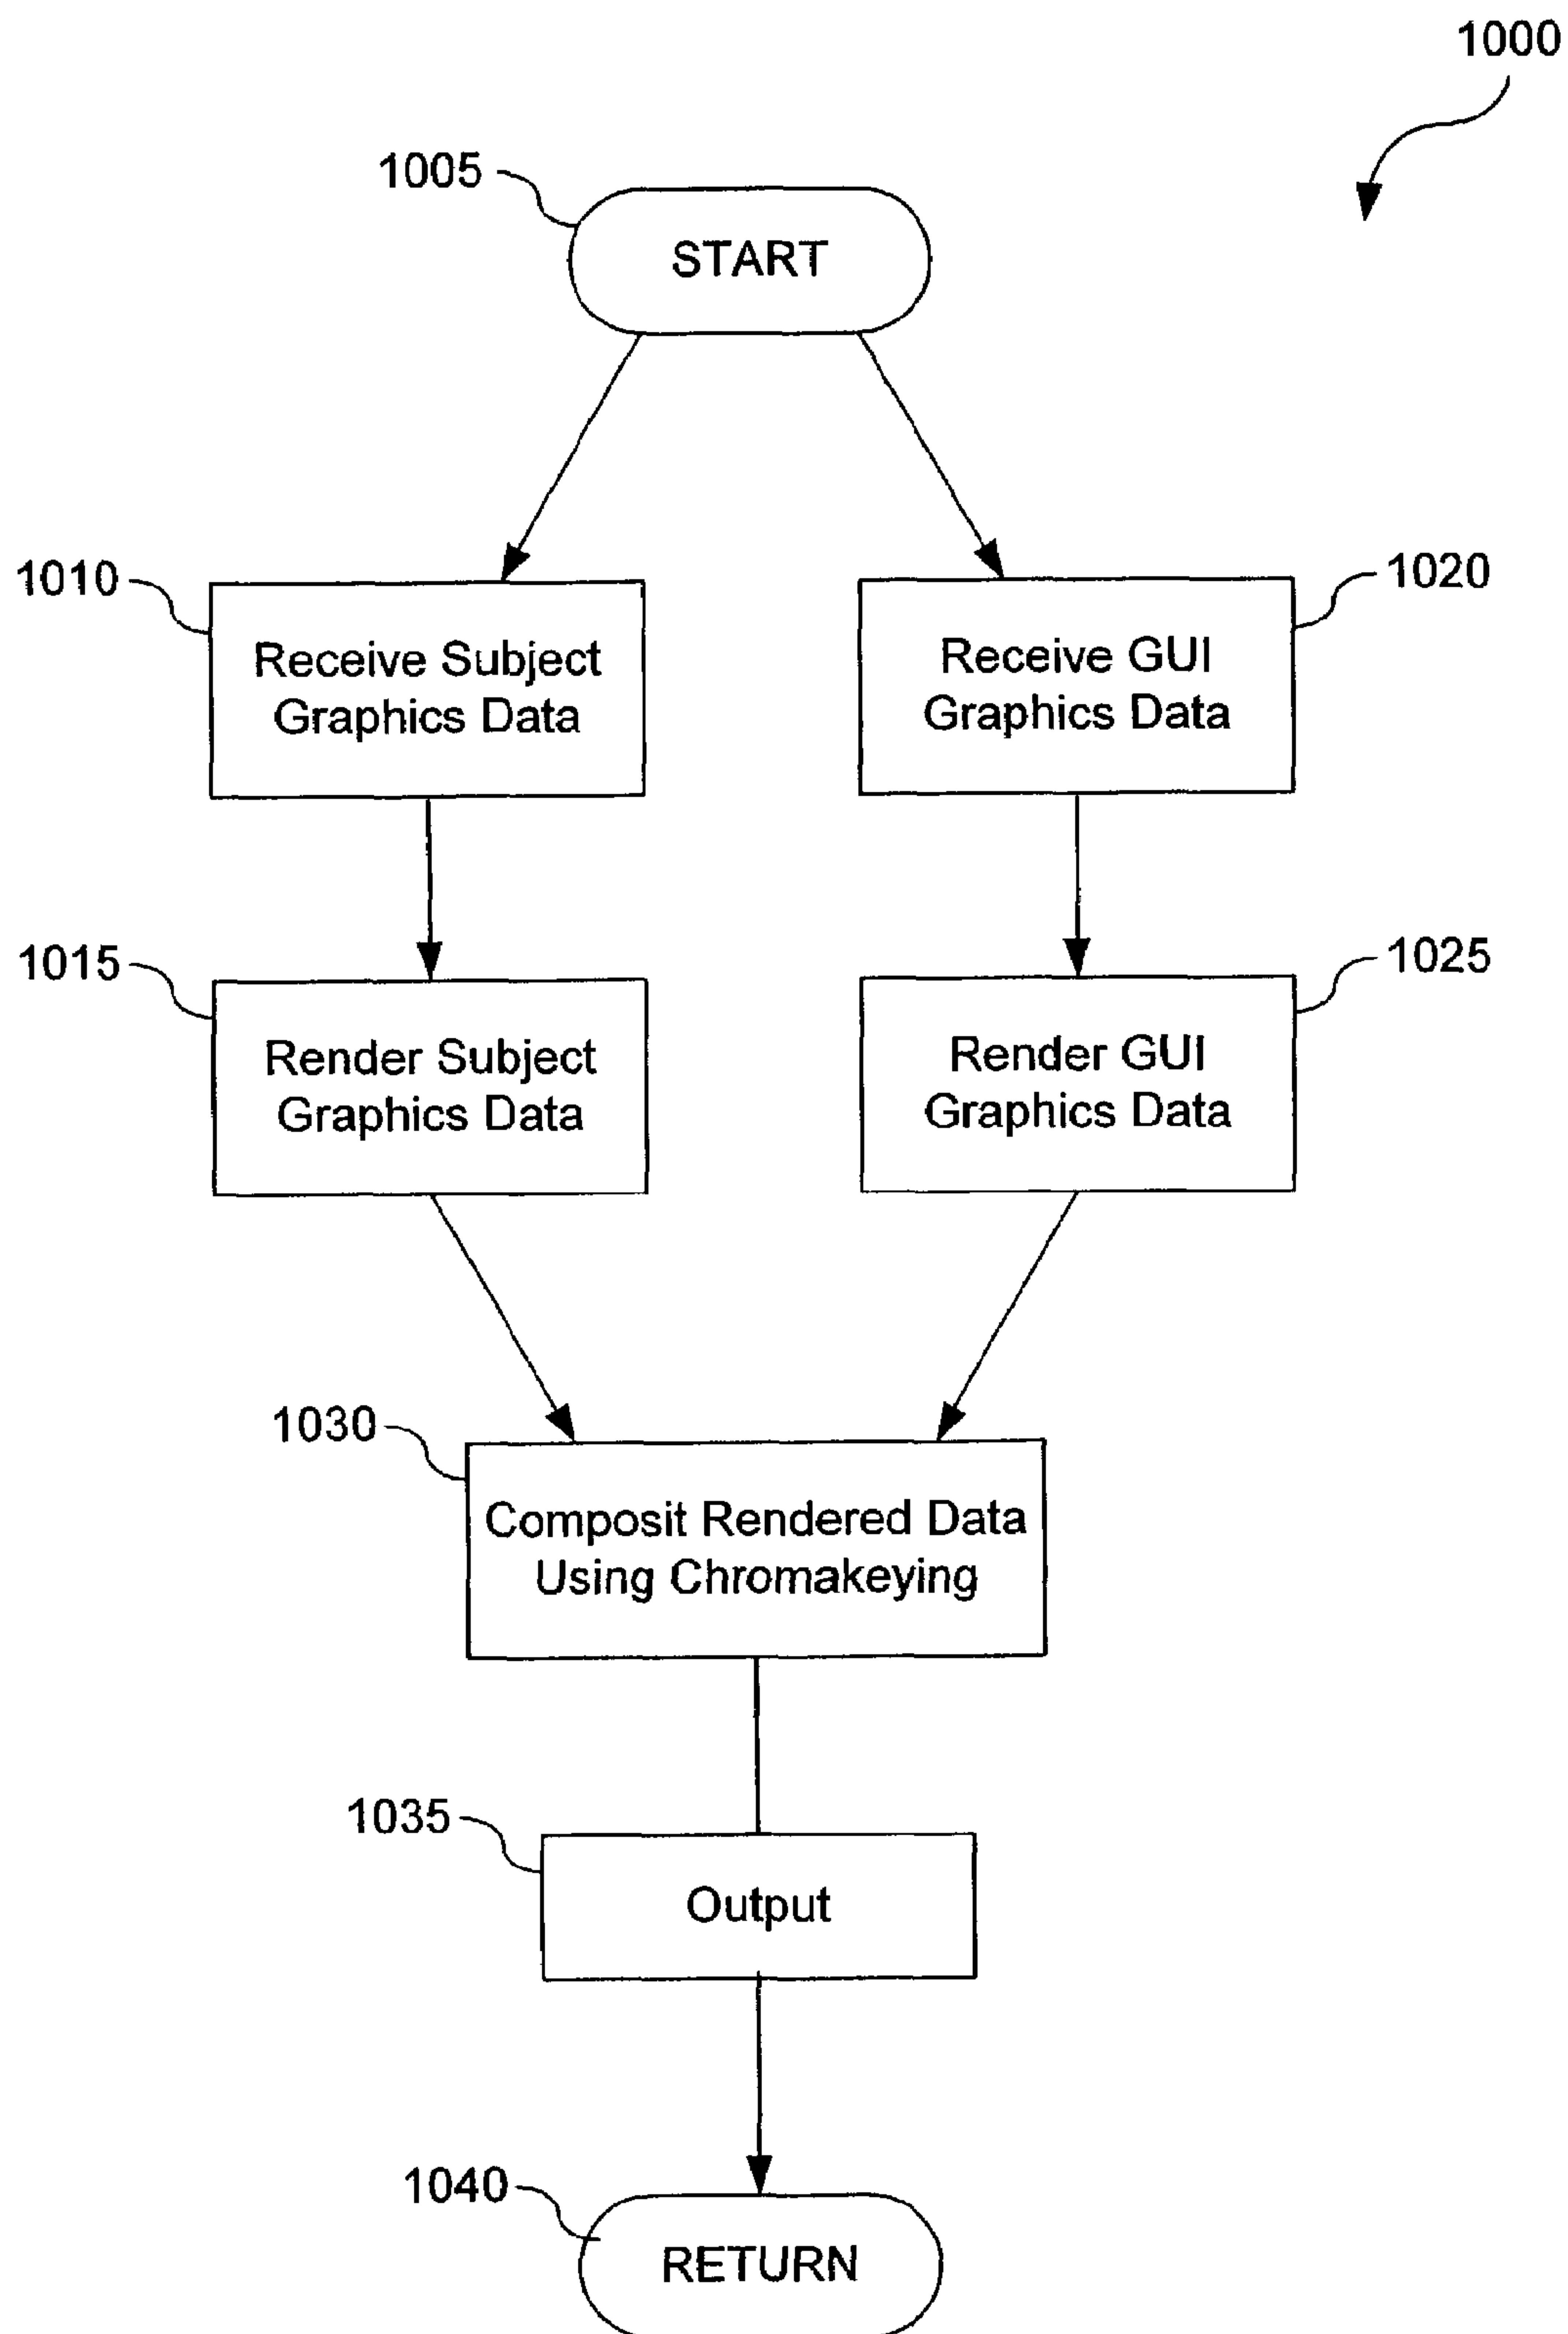 1000
1005
START
1010
Receive Subject
Graphics Data
1020
Receive GUI
Graphics Data
1015
Render Subject
Graphics Data
1025
Render GUI
Graphics Data
1030
Composit Rendered Data
Using Chromakeying
1035
Output
1040
RETURN